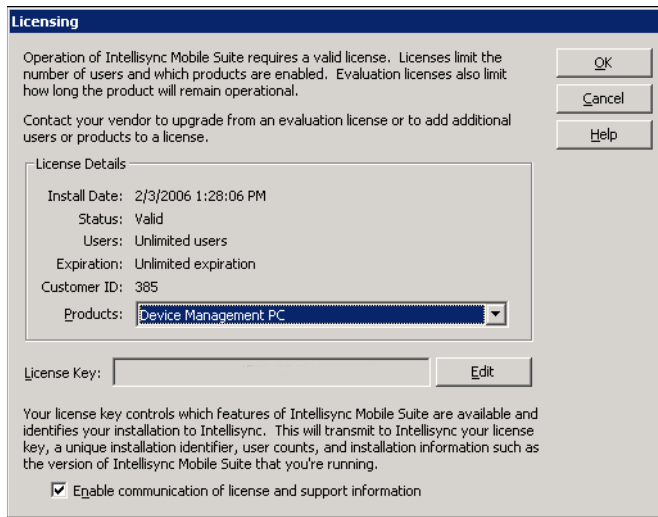 Licensing
Operation of Intellisync Mobile Suite requires a valid license. Licenses limit the
number of users and which products are enabled. Evaluation licenses also limit
how long the product will remain operational.
Contact your vendor to upgrade from an evaluation license or to add additional
users or products to a license.
OK
Cancel
Help
License Details
Install Date: 2/3/2006 1:28:06 PM
Status: Valid
Users: Unlimited users
Expiration: Unlimited expiration
Customer ID: 385
Products: Device Management PC
License Key:
Edit
Your license key controls which features of Intellisync Mobile Suite are available and
identifies your installation to Intellisync. This will transmit to Intellisync your license
key, a unique installation identifier, user counts, and installation information such as
the version of Intellisync Mobile Suite that you're running.
Enable communication of license and support information